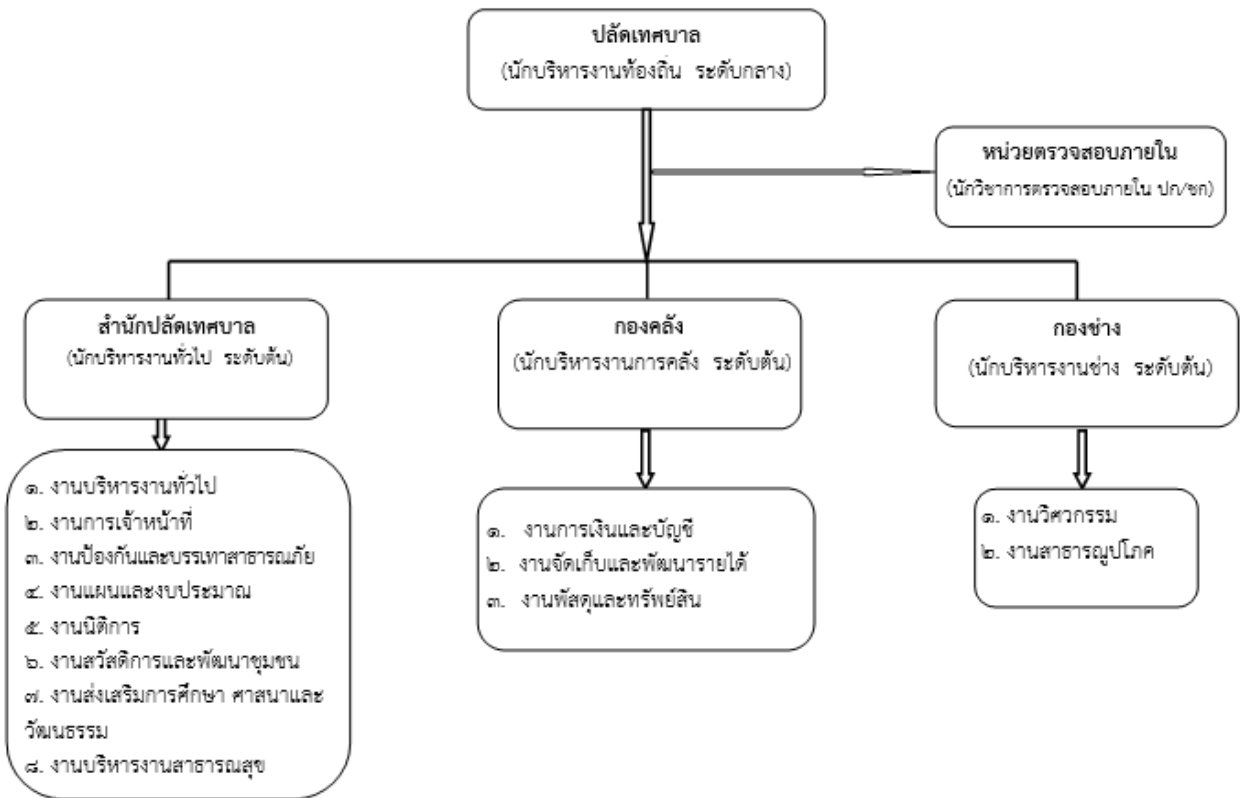 ปลัดเทศบาล
(นักบริหารงานท้องถิ่น ระดับกลาง)
หน่วยตรวจสอบภายใน
(นักวิชาการตรวจสอบภายใน ปก/ชก)
สำนักปลัดเทศบาล
(นักบริหารงานทั่วไป ระดับต้น)
กองคลัง
(นักบริหารงานการคลัง ระดับต้น)
กองช่าง
(นักบริหารงานช่าง ระดับต้น)
๑. งานบริหารงานทั่วไป
๒. งานการเจ้าหน้าที่
๓. งานป้องกันและบรรเทาสาธารณภัย
๔. งานแผนและงบประมาณ
๕. งานนิติการ
๖. งานสวัสดิการและพัฒนาชุมชน
๗. งานส่งเสริมการศึกษา ศาสนาและ
วัฒนธรรม
๘. งานบริหารงานสาธารณสุข
๑. งานการเงินและบัญชี
๒. งานจัดเก็บและพัฒนารายได้
๓. งานพัสดุและทรัพย์สิน
๑. งานวิศวกรรม
๒. งานสาธารณูปโภค